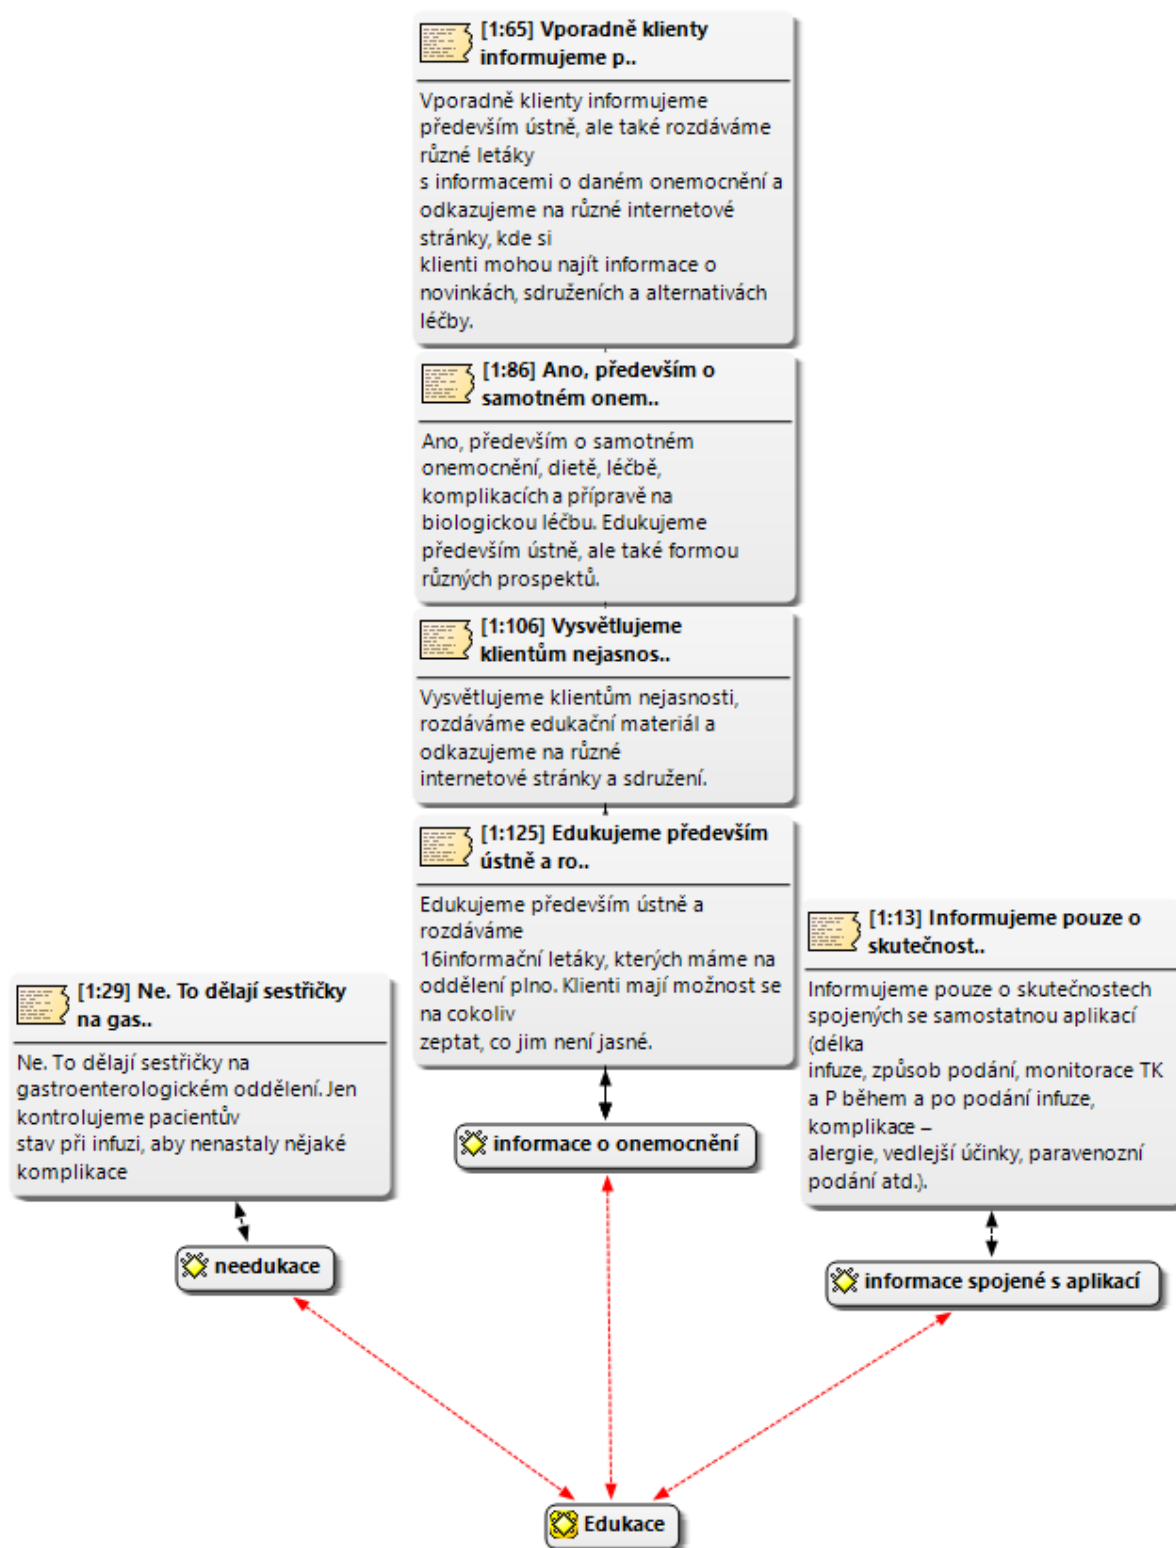 [1:65] Vporadně klienty
informujeme p..
Vporadně klienty informujeme
především ústně, ale také rozdáváme
různé letáky
s informacemi o daném onemocnění a
odkazujeme na různé internetové
stránky, kde si
klienti mohou najít informace o
novinkách, sdruženích a alternativách
léčby.
[1:86] Ano, především o
samotném onem..
Ano, především o samotném
onemocnění, dietě, léčbě,
komplikacích a přípravě na
biologickou léčbu. Edukujeme
především ústně, ale také formou
různých prospektů.
[1:106] Vysvětlujeme
klientům nejasnos..
Vysvětlujeme klientům nejasnosti,
rozdáváme edukační materiál a
odkazujeme na různé
internetové stránky a sdružení.
[1:125] Edukujeme především
ústně a ro..
Edukujeme především ústně a
rozdáváme
16informační letáky, kterých máme na
oddělení plno. Klienti mají možnost se
na cokoliv
zeptat, co jim není jasné.
[1:13] Informujeme pouze o
skutečnost..
Informujeme pouze o skutečnostech
spojených se samostatnou aplikací
(délka
infuze, způsob podání, monitorace TK
a P během a po podání infuze,
komplikace –
alergie, vedlejší účinky, paravenozní
podání atd.).
[1:29] Ne. To dělají sestřičky
na gas..
Ne. To dělají sestřičky na
gastroenterologickém oddělení. Jen
kontrolujeme pacientův
stav při infuzi, aby nenastaly nějaké
komplikace
informace o onemocnění
needukace
informace spojené s aplikací
Edukace